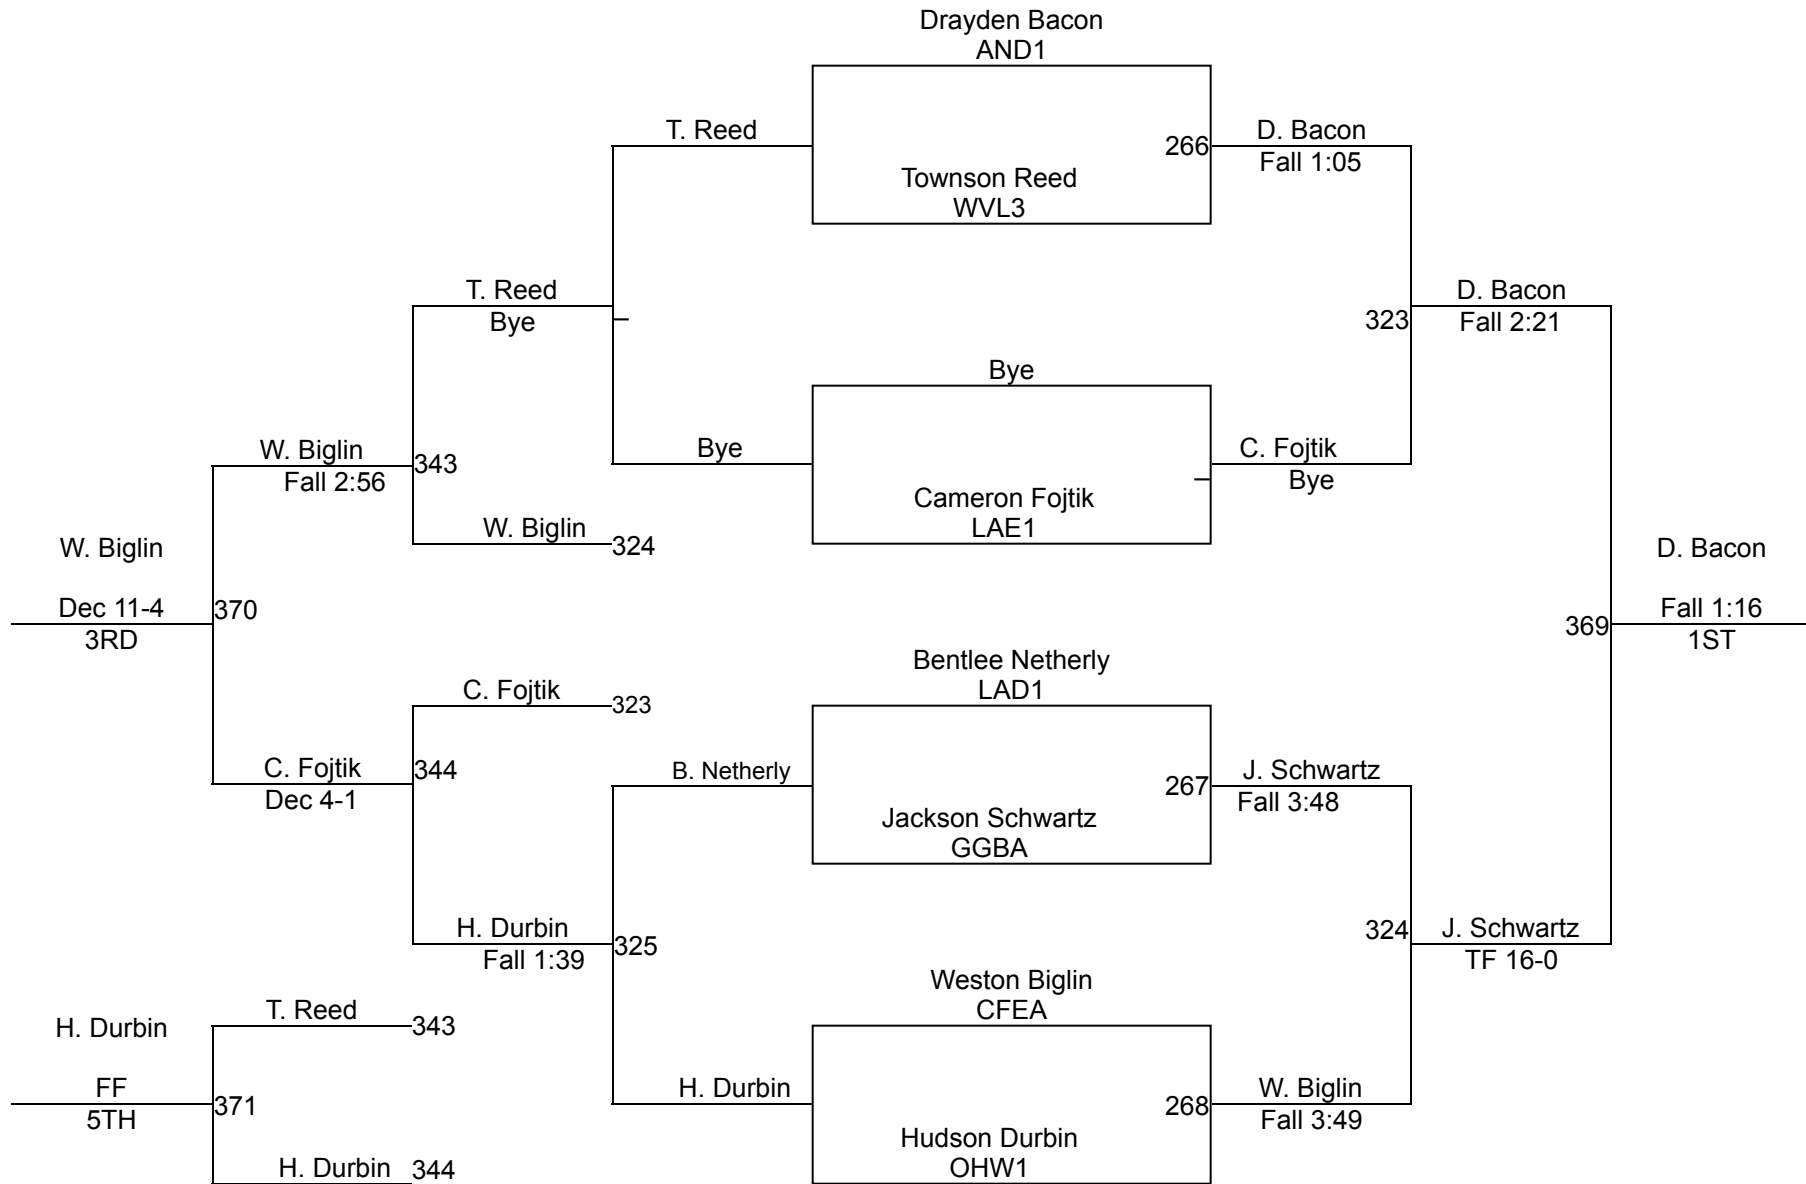 Drayden Bacon
AND1
T. Reed
266
D. Bacon
Fall 1:05
Townson Reed
WVL3
T. Reed
Bye
323
D. Bacon
Fall 2:21
Bye
W. Biglin
Fall 2:56
343
Bye
C. Fojtik
Bye
Cameron Fojtik
LAE1
W. Biglin
324
W. Biglin
Dec 11-4
3RD
370
D. Bacon
Fall 1:16
1ST
369
Bentlee Netherly
LAD1
C. Fojtik
323
C. Fojtik
Dec 4-1
344
B. Netherly
267
J. Schwartz
Fall 3:48
Jackson Schwartz
GGBA
H. Durbin
Fall 1:39
325
324
J. Schwartz
TF 16-0
Weston Biglin
CFEA
T. Reed
343
H. Durbin
FF
5TH
371
H. Durbin
268
W. Biglin
Fall 3:49
Hudson Durbin
OHW1
H. Durbin
344